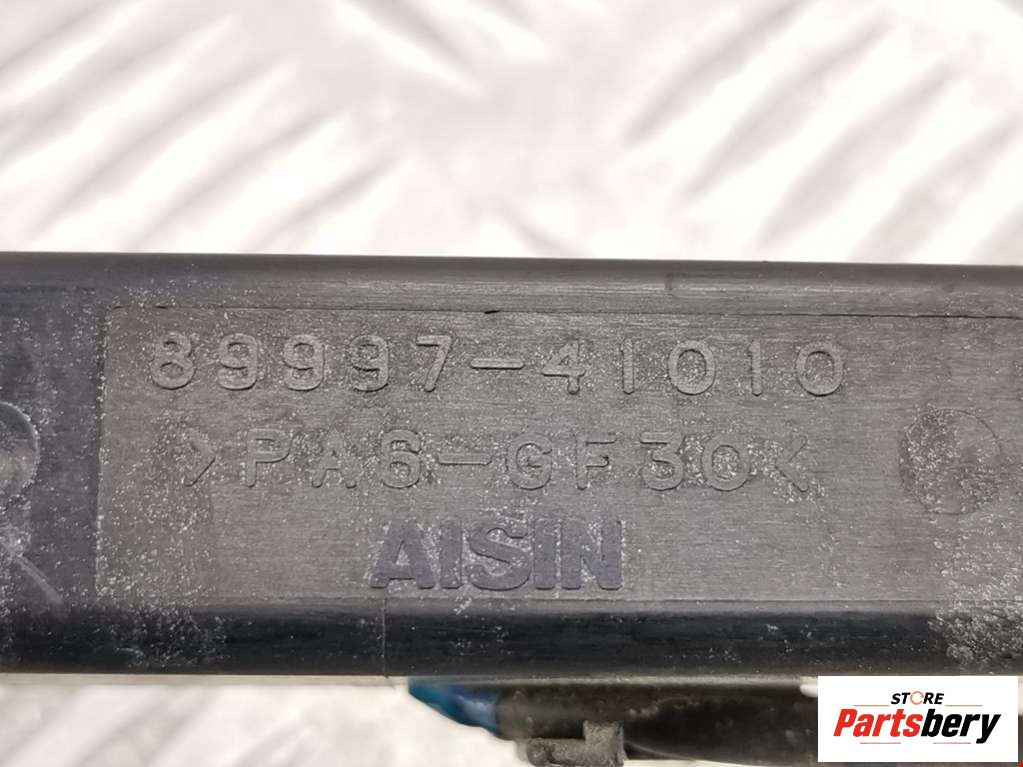 89997-41010
>PA6-GF30<
AISIN
STORE
Partsbery